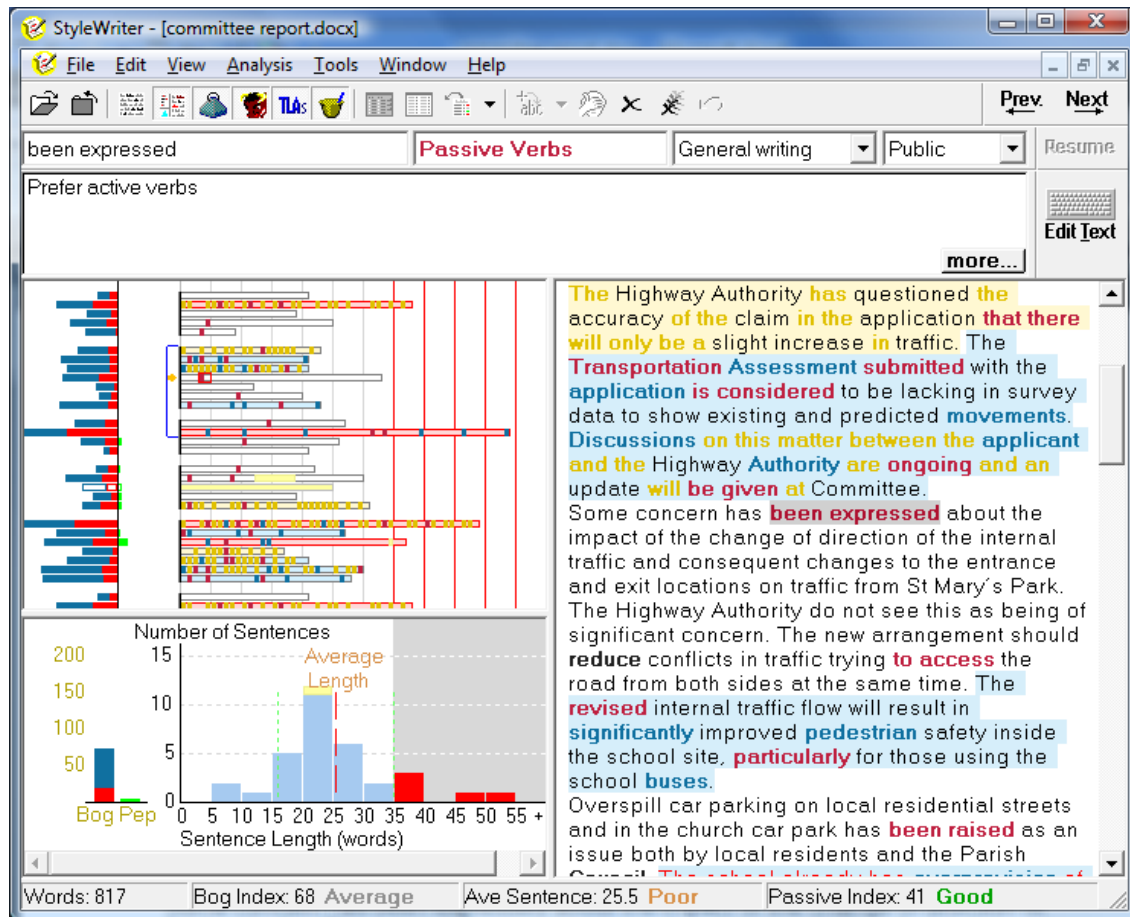 StyleWriter - [committee report.docx]
File Edit View Analysis Tools Window Help
TLAs
Prev. Next
been expressed
Passive Verbs
General writing
Public
Resume
Prefer active verbs
more...
Edit Text
The Highway Authority has questioned the
accuracy of the claim in the application that there
will only be a slight increase in traffic. The
Transportation Assessment submitted with the
application is considered to be lacking in survey
data to show existing and predicted movements.
Discussions on this matter between the applicant
and the Highway Authority are ongoing and an
update will be given at Committee.
Some concern has been expressed about the
impact of the change of direction of the internal
traffic and consequent changes to the entrance
and exit locations on traffic from St Mary´s Park.
The Highway Authority do not see this as being of
significant concern. The new arrangement should
reduce conflicts in traffic trying to access the
road from both sides at the same time. The
revised internal traffic flow will result in
significantly improved pedestrian safety inside
the school site, particularly for those using the
school buses.
Overspill car parking on local residential streets
and in the church car park has been raised as an
issue both by local residents and the Parish
Council. The school already has supervision of
Number of Sentences
200
150
100
50
Bog Pep
15
10
5
0
Average
Length
0 5 10 15 20 25 30 35 40 45 50 55 +
Sentence Length (words)
Words: 817
Bog Index: 68 Average
Ave Sentence: 25.5 Poor
Passive Index: 41 Good